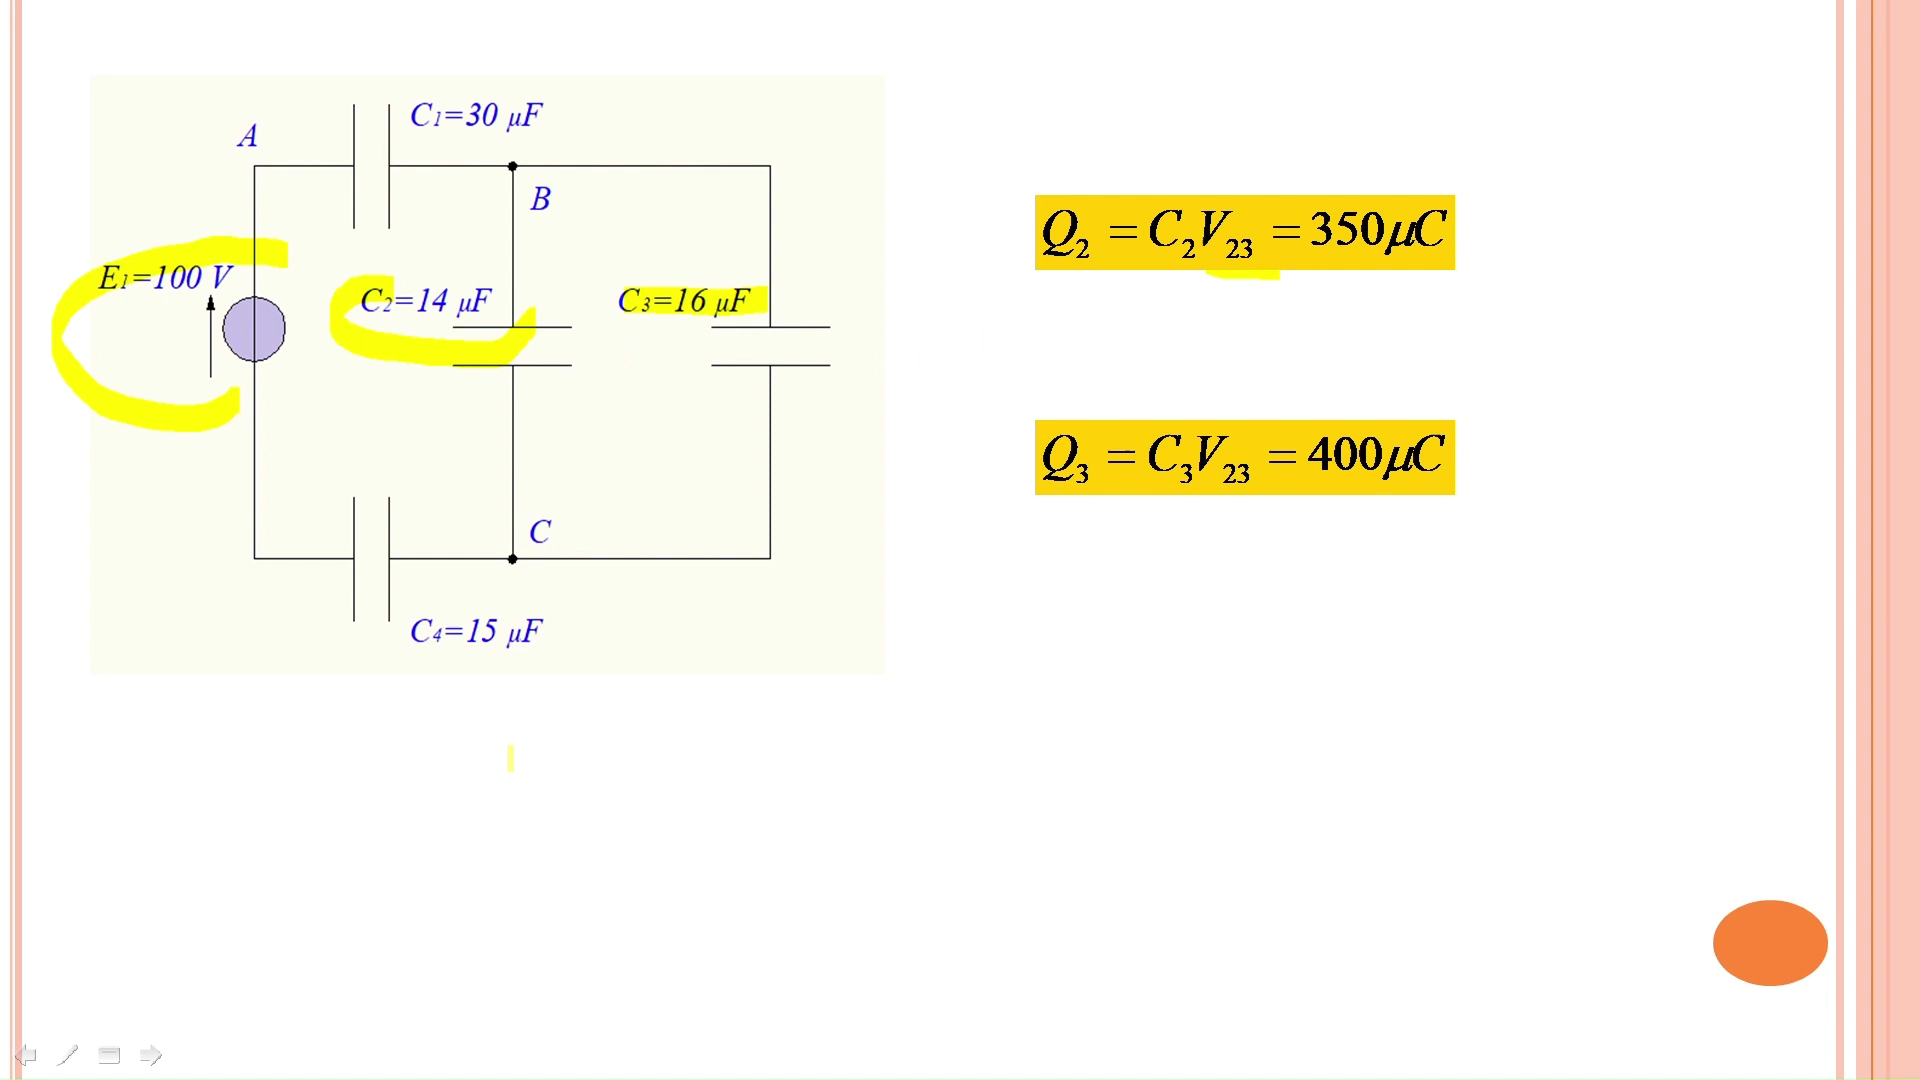 C₁=30 μF
A
B
E₁=100 V
C₂=14 μF
C₃=16 μF
C
C₄=15 μF
Q₂ = C₂V₂₃ = 350μC
Q₃ = C₃V₂₃ = 400μC